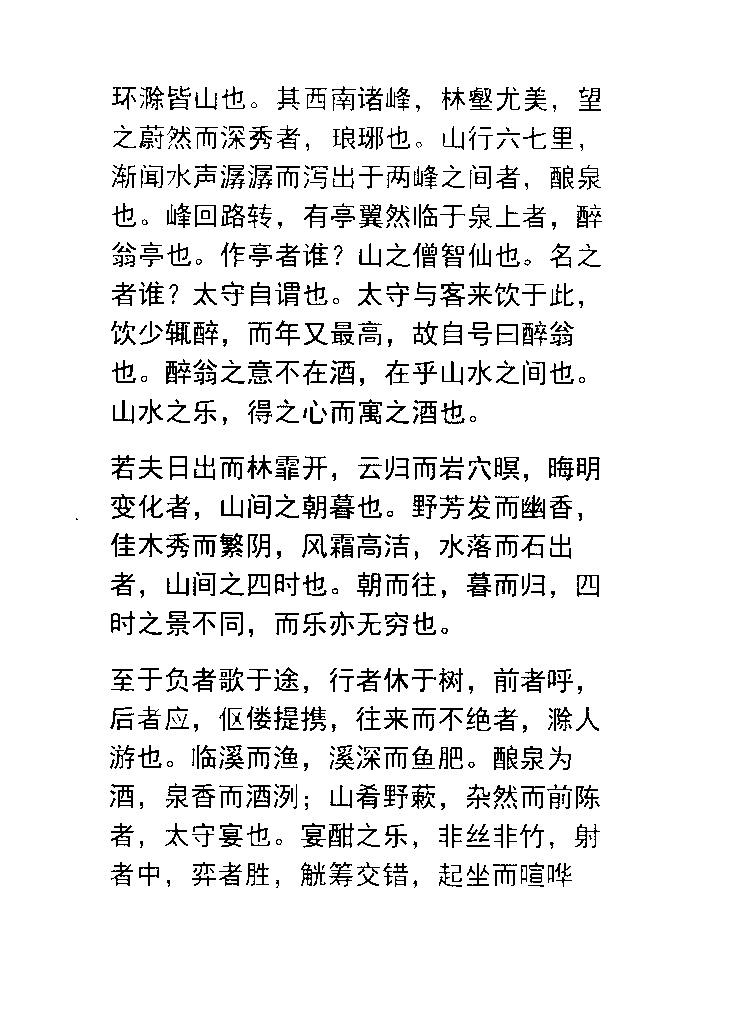 环滁皆山也。其西南诸峰，林壑尤美，望
之蔚然而深秀者，琅琊也。山行六七里，
渐闻水声潺潺而泻出于两峰之间者，酿泉
也。峰回路转，有亭翼然临于泉上者，醉
翁亭也。作亭者谁？山之僧智仙也。名之
者谁？太守自谓也。太守与客来饮于此，
饮少辄醉，而年又最高，故自号曰醉翁
也。醉翁之意不在酒，在乎山水之间也。
山水之乐，得之心而寓之酒也。
若夫日出而林霏开，云归而岩穴暝，晦明
变化者，山间之朝暮也。野芳发而幽香，
佳木秀而繁阴，风霜高洁，水落而石出
者，山间之四时也。朝而往，暮而归，四
时之景不同，而乐亦无穷也。
至于负者歌于途，行者休于树，前者呼，
后者应，伛偻提携，往来而不绝者，滁人
游也。临溪而渔，溪深而鱼肥。酿泉为
酒，泉香而酒洌；山肴野蔌，杂然而前陈
者，太守宴也。宴酣之乐，非丝非竹，射
者中，弈者胜，觥筹交错，起坐而喧哗